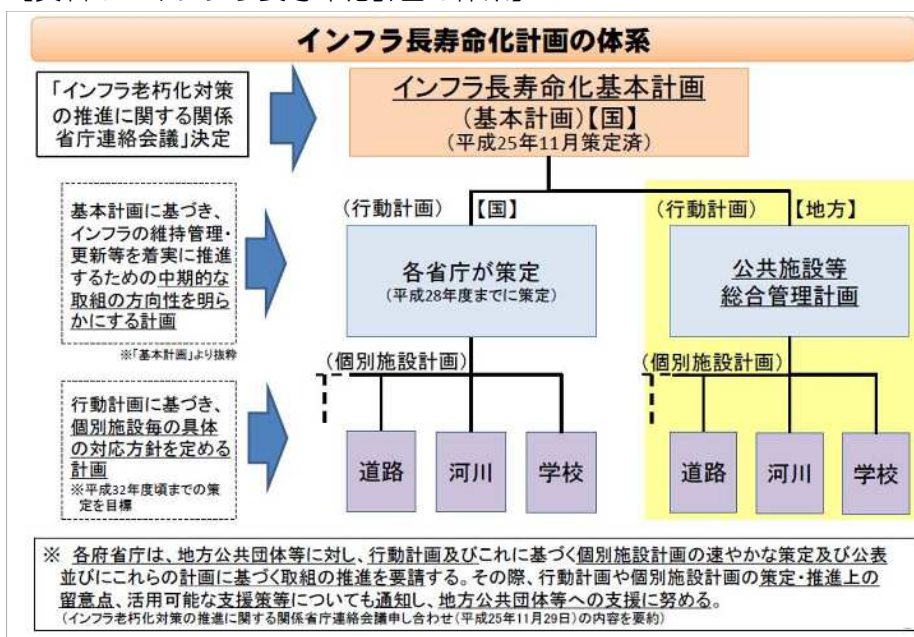 インフラ長寿命化計画の体系
「インフラ老朽化対策
の推進に関する関係
省庁連絡会議」決定
インフラ長寿命化基本計画
(基本計画)【国】
(平成25年11月策定済)
基本計画に基づき、
インフラの維持管理・
更新等を着実に推進
するための中期的な
取組の方向性を明ら
かにする計画
※「基本計画」より抜粋
(行動計画) 【国】
各省庁が策定
(平成28年度までに策定)
(行動計画) 【地方】
公共施設等
総合管理計画
行動計画に基づき、
個別施設毎の具体
の対応方針を定める
計画
※平成32年度頃までの策
定を目標
(個別施設計画)
道路
河川
学校
(個別施設計画)
道路
河川
学校
※ 各府省庁は、地方公共団体等に対し、行動計画及びこれに基づく個別施設計画の速やかな策定及び公表
並びにこれらの計画に基づく取組の推進を要請する。その際、行動計画や個別施設計画の策定・推進上の
留意点、活用可能な支援策等についても通知し、地方公共団体等への支援に努める。
(インフラ老朽化対策の推進に関する関係省庁連絡会議申し合わせ(平成25年11月29日)の内容を要約)